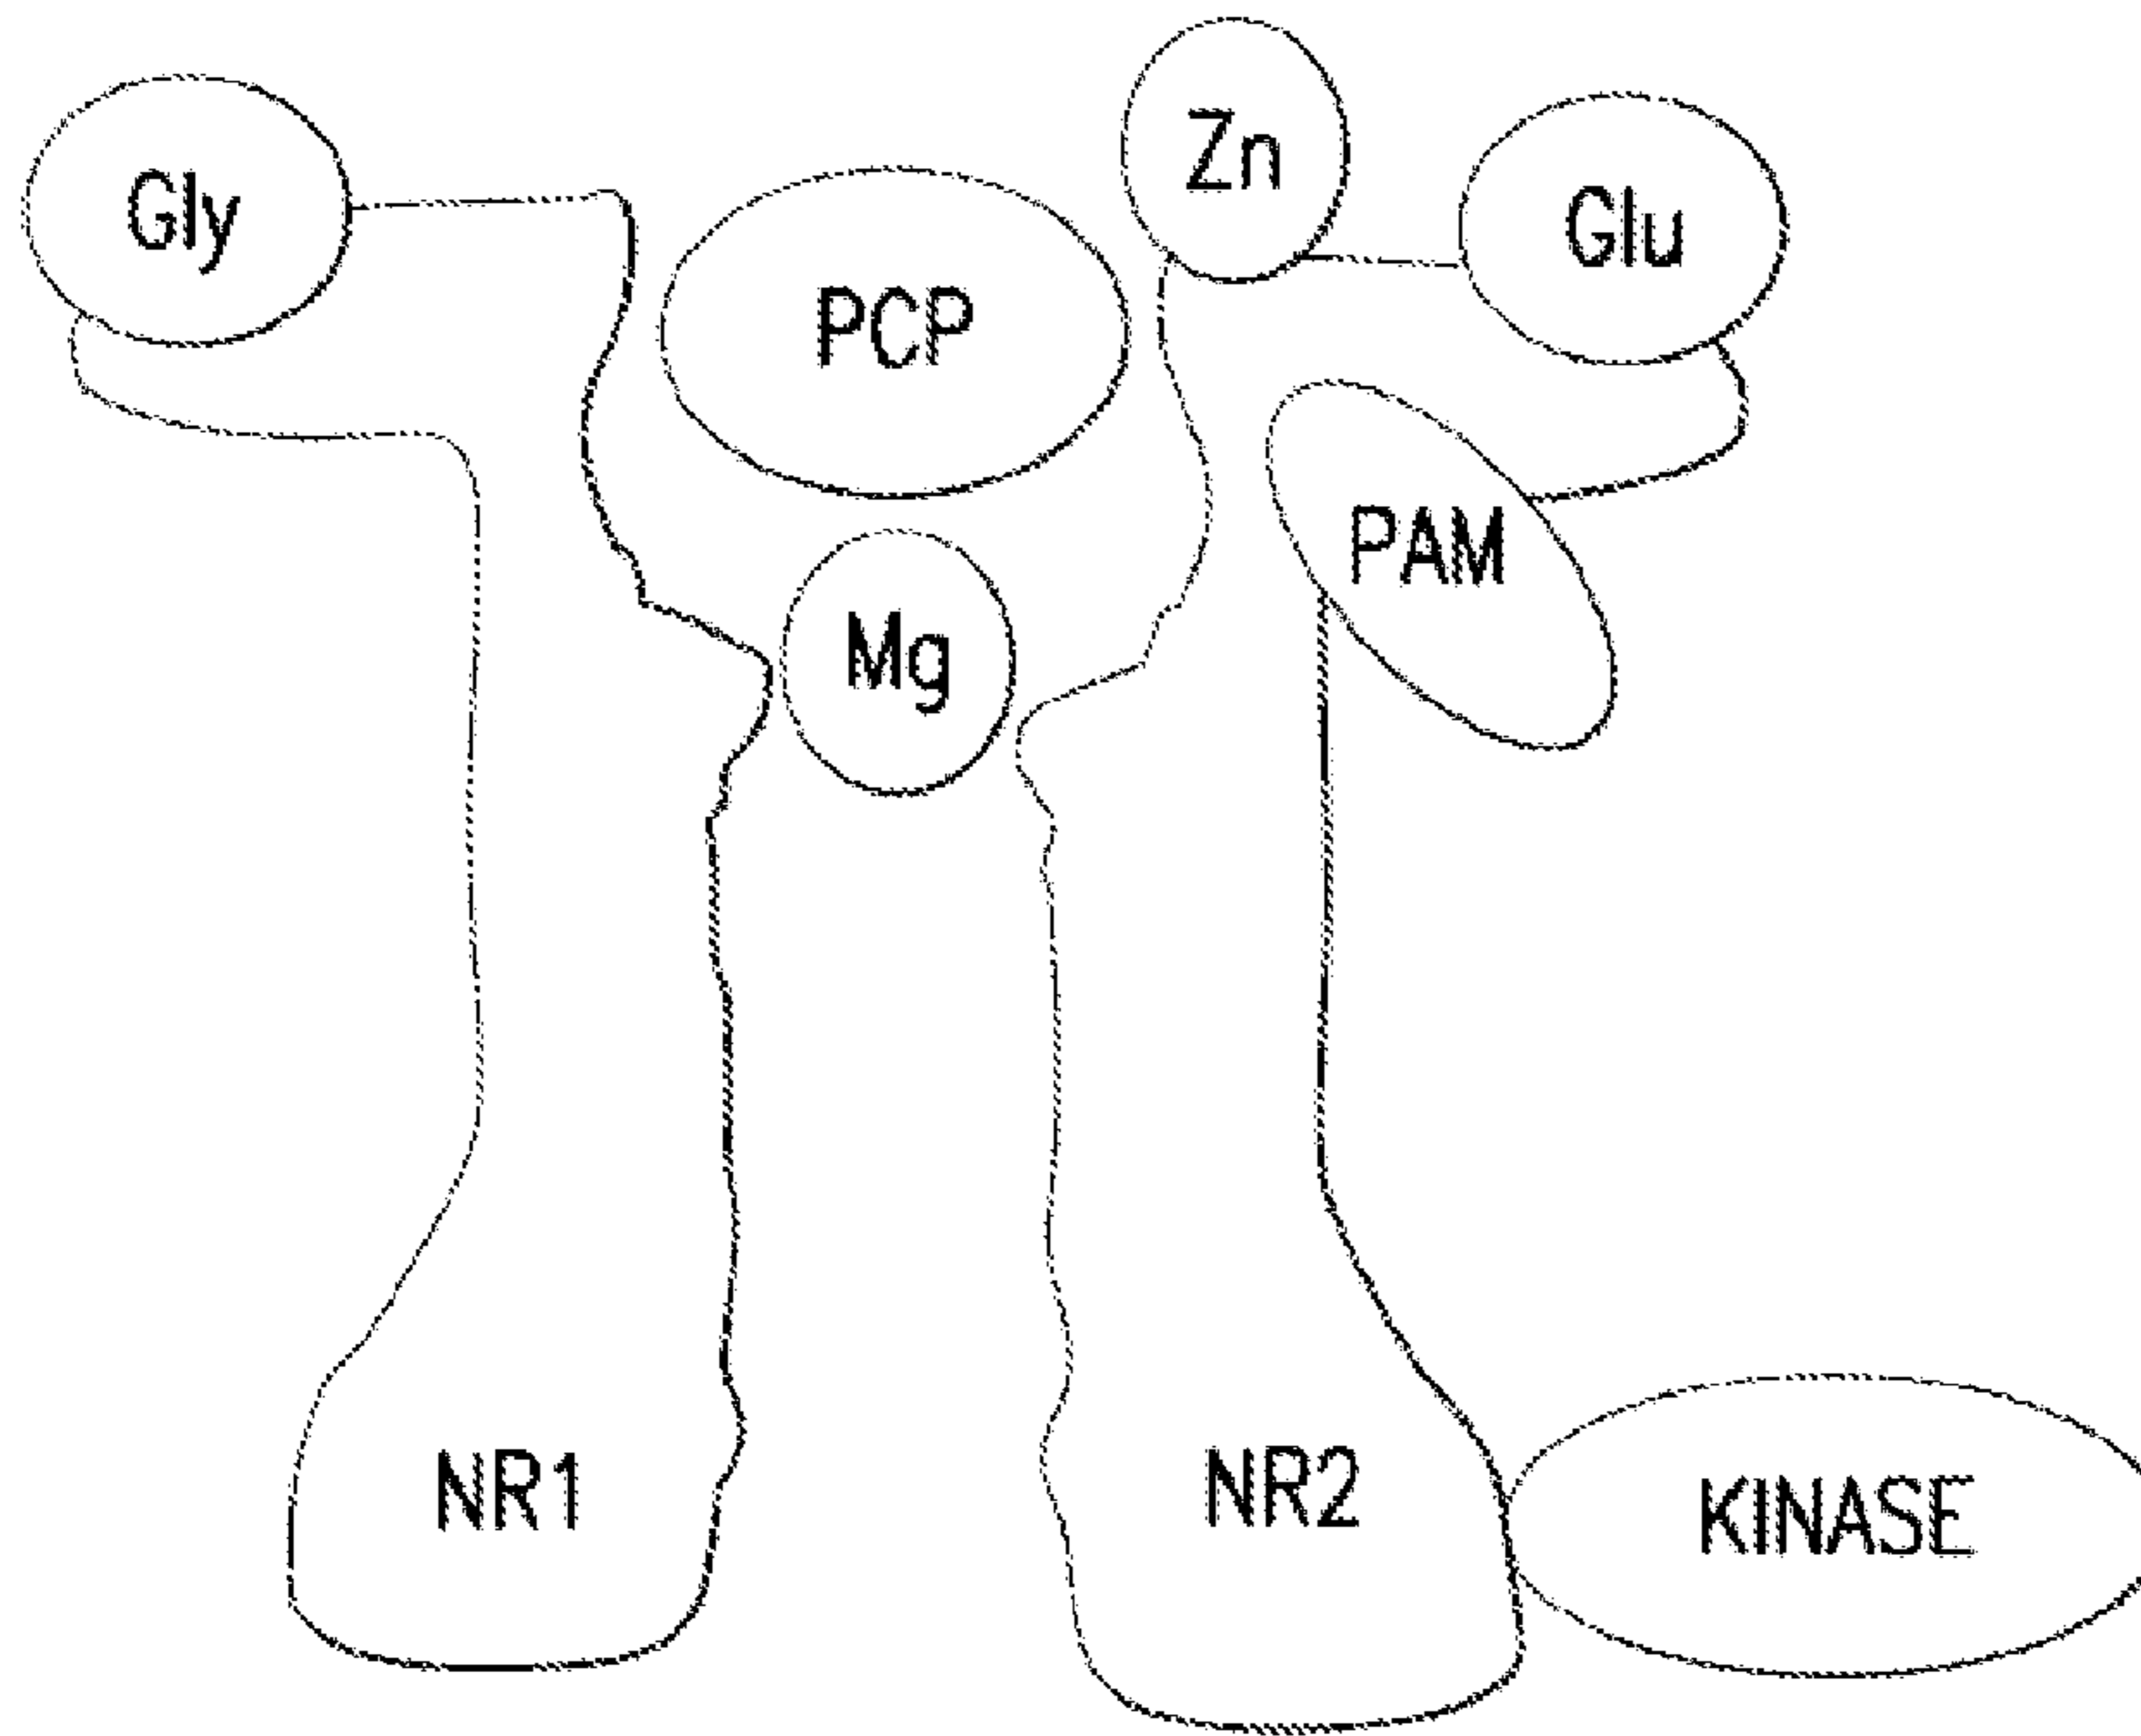 Zn
Gly
Glu
PCP
PAM
Mg
NR1
NR2
KINASE